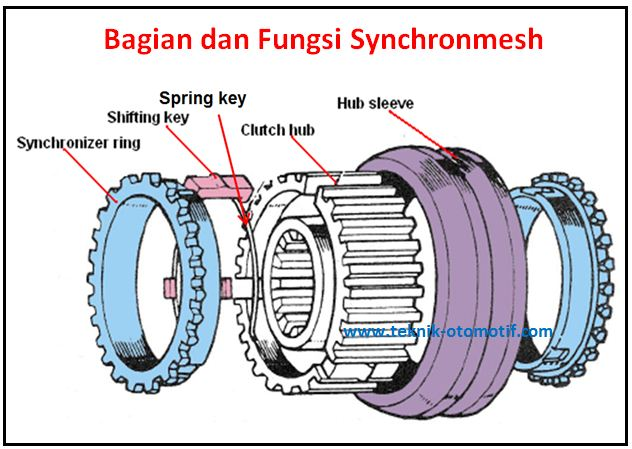 Bagian dan Fungsi Synchronmesh
Spring key
Hub sleeve
Shifting key
Clutch hub
Synchronizer ring
www.teknik-otomotif.com